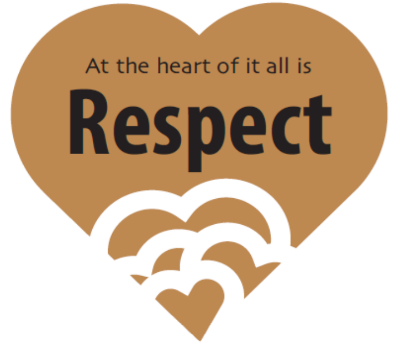 At the heart of it all is
Respect